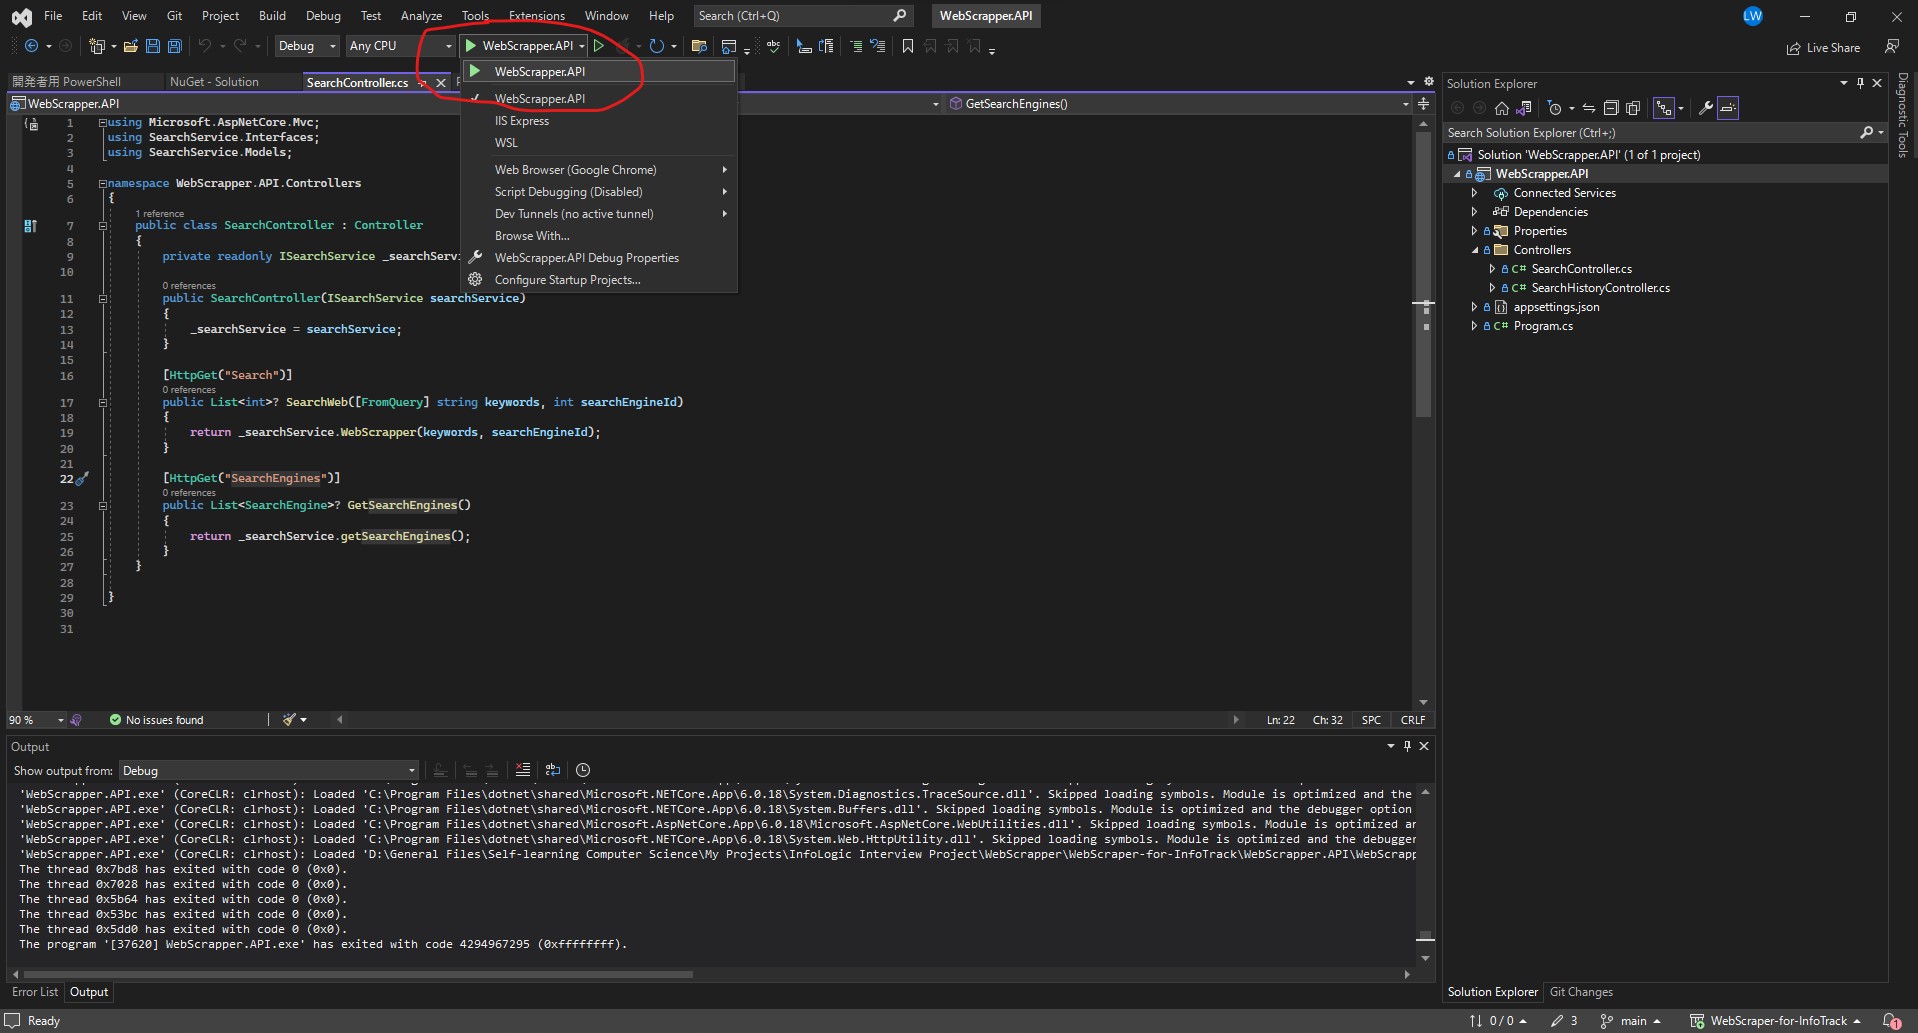 File Edit View Git Project Build Debug Test Analyze Tools Extensions Window Help Search (Ctrl+Q) WebScrapper.API LW
Debug Any CPU WebScrapper.API Live Share
開発者用 PowerShell NuGet - Solution SearchController.cs
WebScrapper.API GetSearchEngines()
WebScrapper.API
WebScrapper.API
IIS Express
WSL
Web Browser (Google Chrome)
Script Debugging (Disabled)
Dev Tunnels (no active tunnel)
Browse With...
WebScrapper.API Debug Properties
Configure Startup Projects...
1 using Microsoft.AspNetCore.Mvc;
2 using SearchService.Interfaces;
3 using SearchService.Models;
4
5 namespace WebScrapper.API.Controllers
6 {
1 reference
7 public class SearchController : Controller
8 {
9 private readonly ISearchService _searchServi
10
0 references
11 public SearchController(ISearchService searchService)
12 {
13 _searchService = searchService;
14 }
15
16 [HttpGet("Search")]
0 references
17 public List<int>? SearchWeb([FromQuery] string keywords, int searchEngineId)
18 {
19 return _searchService.WebScrapper(keywords, searchEngineId);
20 }
21
22 [HttpGet("SearchEngines")]
0 references
23 public List<SearchEngine>? GetSearchEngines()
24 {
25 return _searchService.getSearchEngines();
26 }
27 }
28
29 }
30
31
90 % No issues found Ln: 22 Ch: 32 SPC CRLF
Output
Show output from: Debug
'WebScrapper.API.exe' (CoreCLR: clrhost): Loaded 'C:\Program Files\dotnet\shared\Microsoft.NETCore.App\6.0.18\System.Diagnostics.TraceSource.dll'. Skipped loading symbols. Module is optimized and the
'WebScrapper.API.exe' (CoreCLR: clrhost): Loaded 'C:\Program Files\dotnet\shared\Microsoft.NETCore.App\6.0.18\System.Buffers.dll'. Skipped loading symbols. Module is optimized and the debugger option
'WebScrapper.API.exe' (CoreCLR: clrhost): Loaded 'C:\Program Files\dotnet\shared\Microsoft.AspNetCore.App\6.0.18\Microsoft.AspNetCore.WebUtilities.dll'. Skipped loading symbols. Module is optimized ar
'WebScrapper.API.exe' (CoreCLR: clrhost): Loaded 'C:\Program Files\dotnet\shared\Microsoft.NETCore.App\6.0.18\System.Web.HttpUtility.dll'. Skipped loading symbols. Module is optimized and the debugger
'WebScrapper.API.exe' (CoreCLR: clrhost): Loaded 'D:\General Files\Self-learning Computer Science\My Projects\InfoLogic Interview Project\WebScrapper\WebScraper-for-InfoTrack\WebScrapper.API\WebScrapp
The thread 0x7bd8 has exited with code 0 (0x0).
The thread 0x7028 has exited with code 0 (0x0).
The thread 0x5b64 has exited with code 0 (0x0).
The thread 0x53bc has exited with code 0 (0x0).
The thread 0x5dd0 has exited with code 0 (0x0).
The program '[37620] WebScrapper.API.exe' has exited with code 4294967295 (0xffffffff).
Error List Output
Solution Explorer
Search Solution Explorer (Ctrl+;)
Solution 'WebScrapper.API' (1 of 1 project)
WebScrapper.API
Connected Services
Dependencies
Properties
Controllers
C# SearchController.cs
C# SearchHistoryController.cs
appsettings.json
C# Program.cs
Solution Explorer Git Changes
Diagnostic Tools
Ready 0 / 0 3 main WebScraper-for-InfoTrack 1